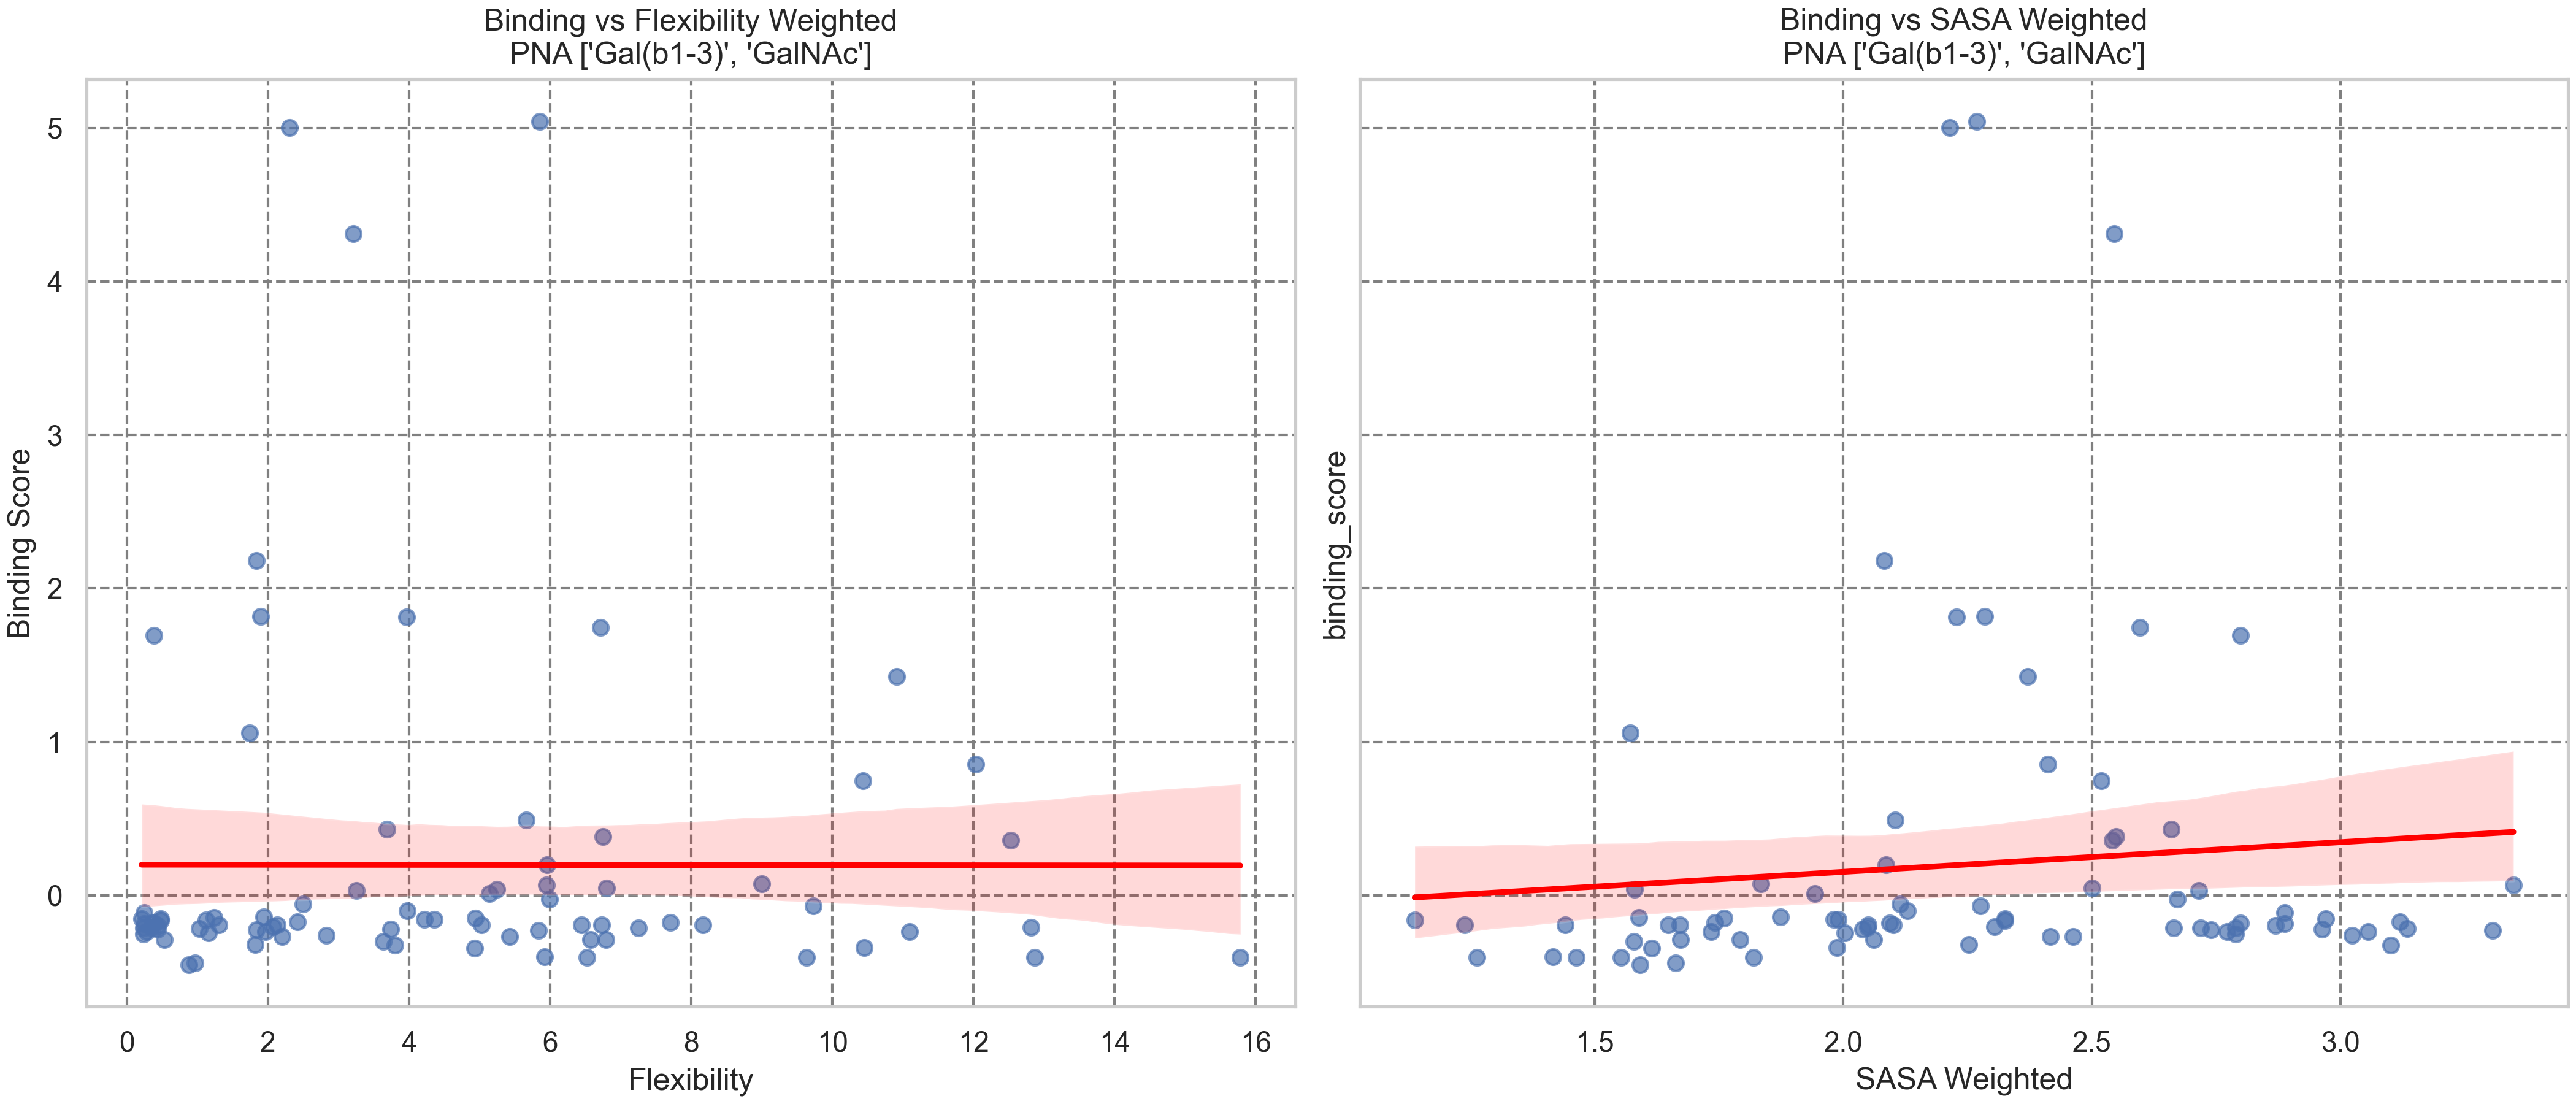 Binding vs Flexibility Weighted
PNA ['Gal(b1-3)', 'GalNAc']
Binding Score
5
4
3
2
1
0
0 2 4 6 8 10 12 14 16
Flexibility
Binding vs SASA Weighted
PNA ['Gal(b1-3)', 'GalNAc']
binding_score
1.5 2.0 2.5 3.0
SASA Weighted